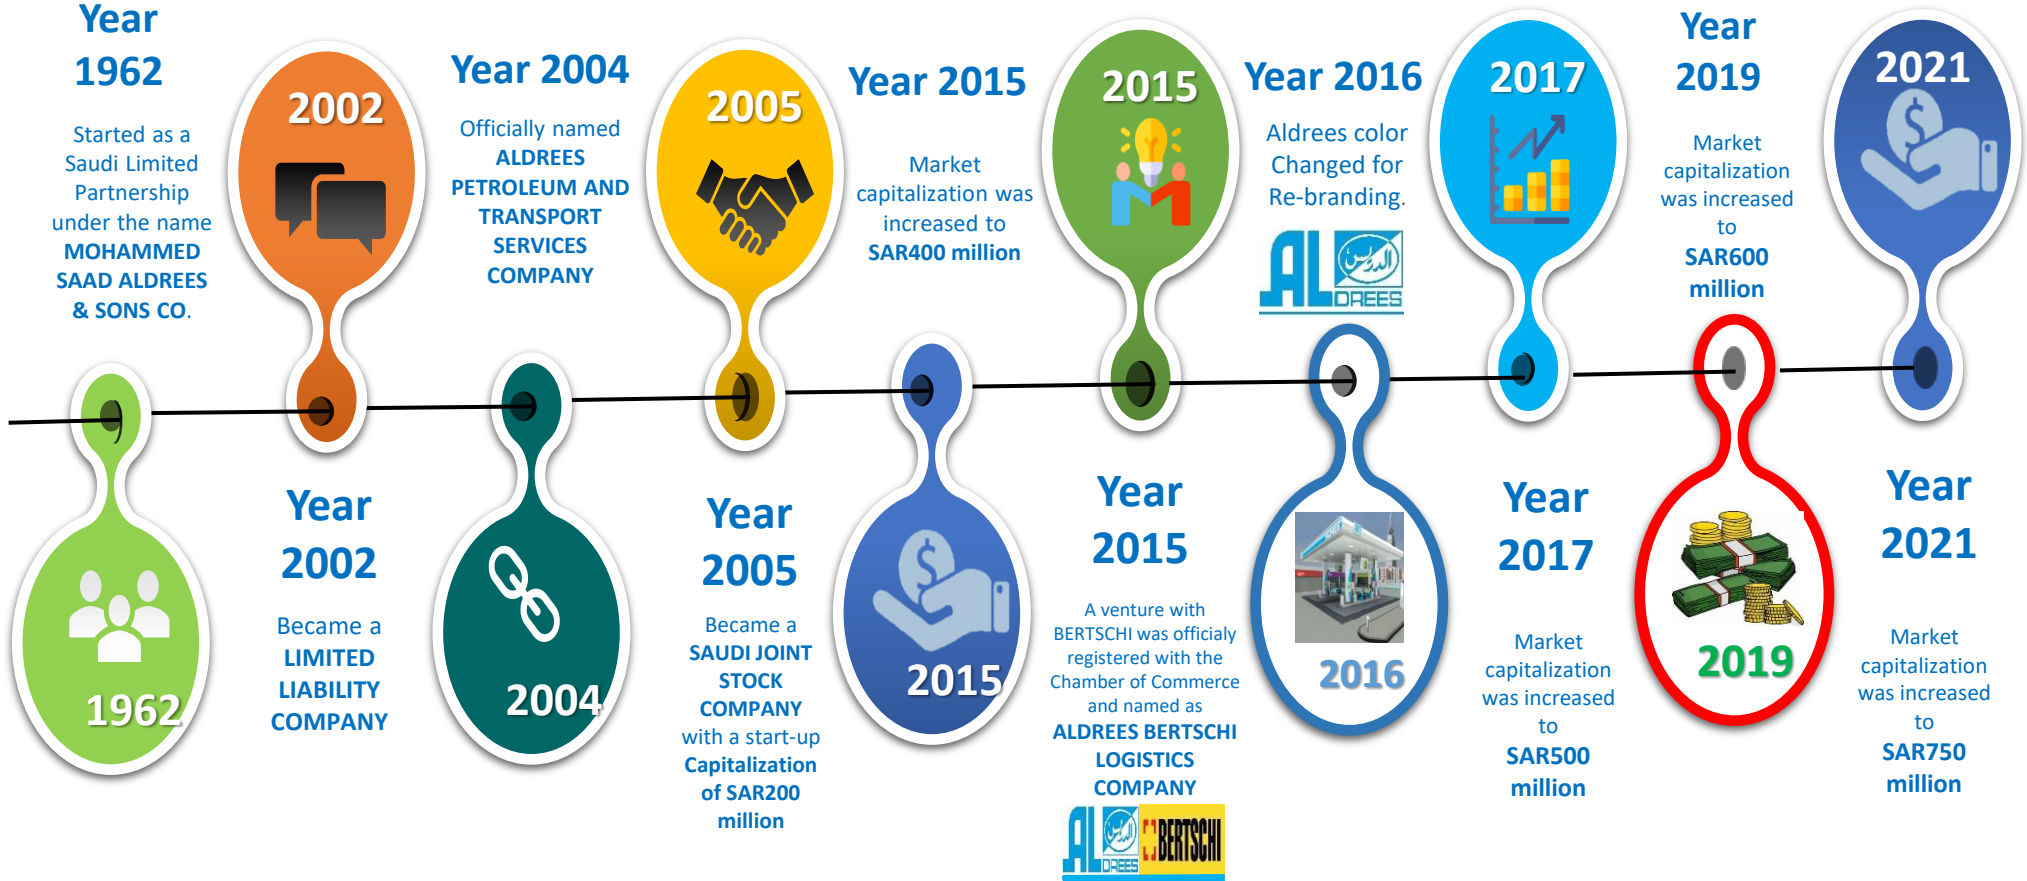 Year
1962
Started as a
Saudi Limited
Partnership
under the name
MOHAMMED
SAAD ALDREES
& SONS CO.
1962
2002
Year
2002
Became a
LIMITED
LIABILITY
COMPANY
Year 2004
Officially named
ALDREES
PETROLEUM AND
TRANSPORT
SERVICES
COMPANY
2004
2005
Year
2005
Became a
SAUDI JOINT
STOCK
COMPANY
with a start-up
Capitalization
of SAR200
million
Year 2015
Market
capitalization was
increased to
SAR400 million
2015
2015
Year
2015
A venture with
BERTSCHI was officialy
registered with the
Chamber of Commerce
and named as
ALDREES BERTSCHI
LOGISTICS
COMPANY
AL
الدريس
DREES
BERTSCHI
Year 2016
Aldrees color
Changed for
Re-branding.
AL
الدريس
DREES
2016
2017
Year
2017
Market
capitalization
was increased
to
SAR500
million
Year
2019
Market
capitalization
was increased
to
SAR600
million
2019
2021
Year
2021
Market
capitalization
was increased
to
SAR750
million